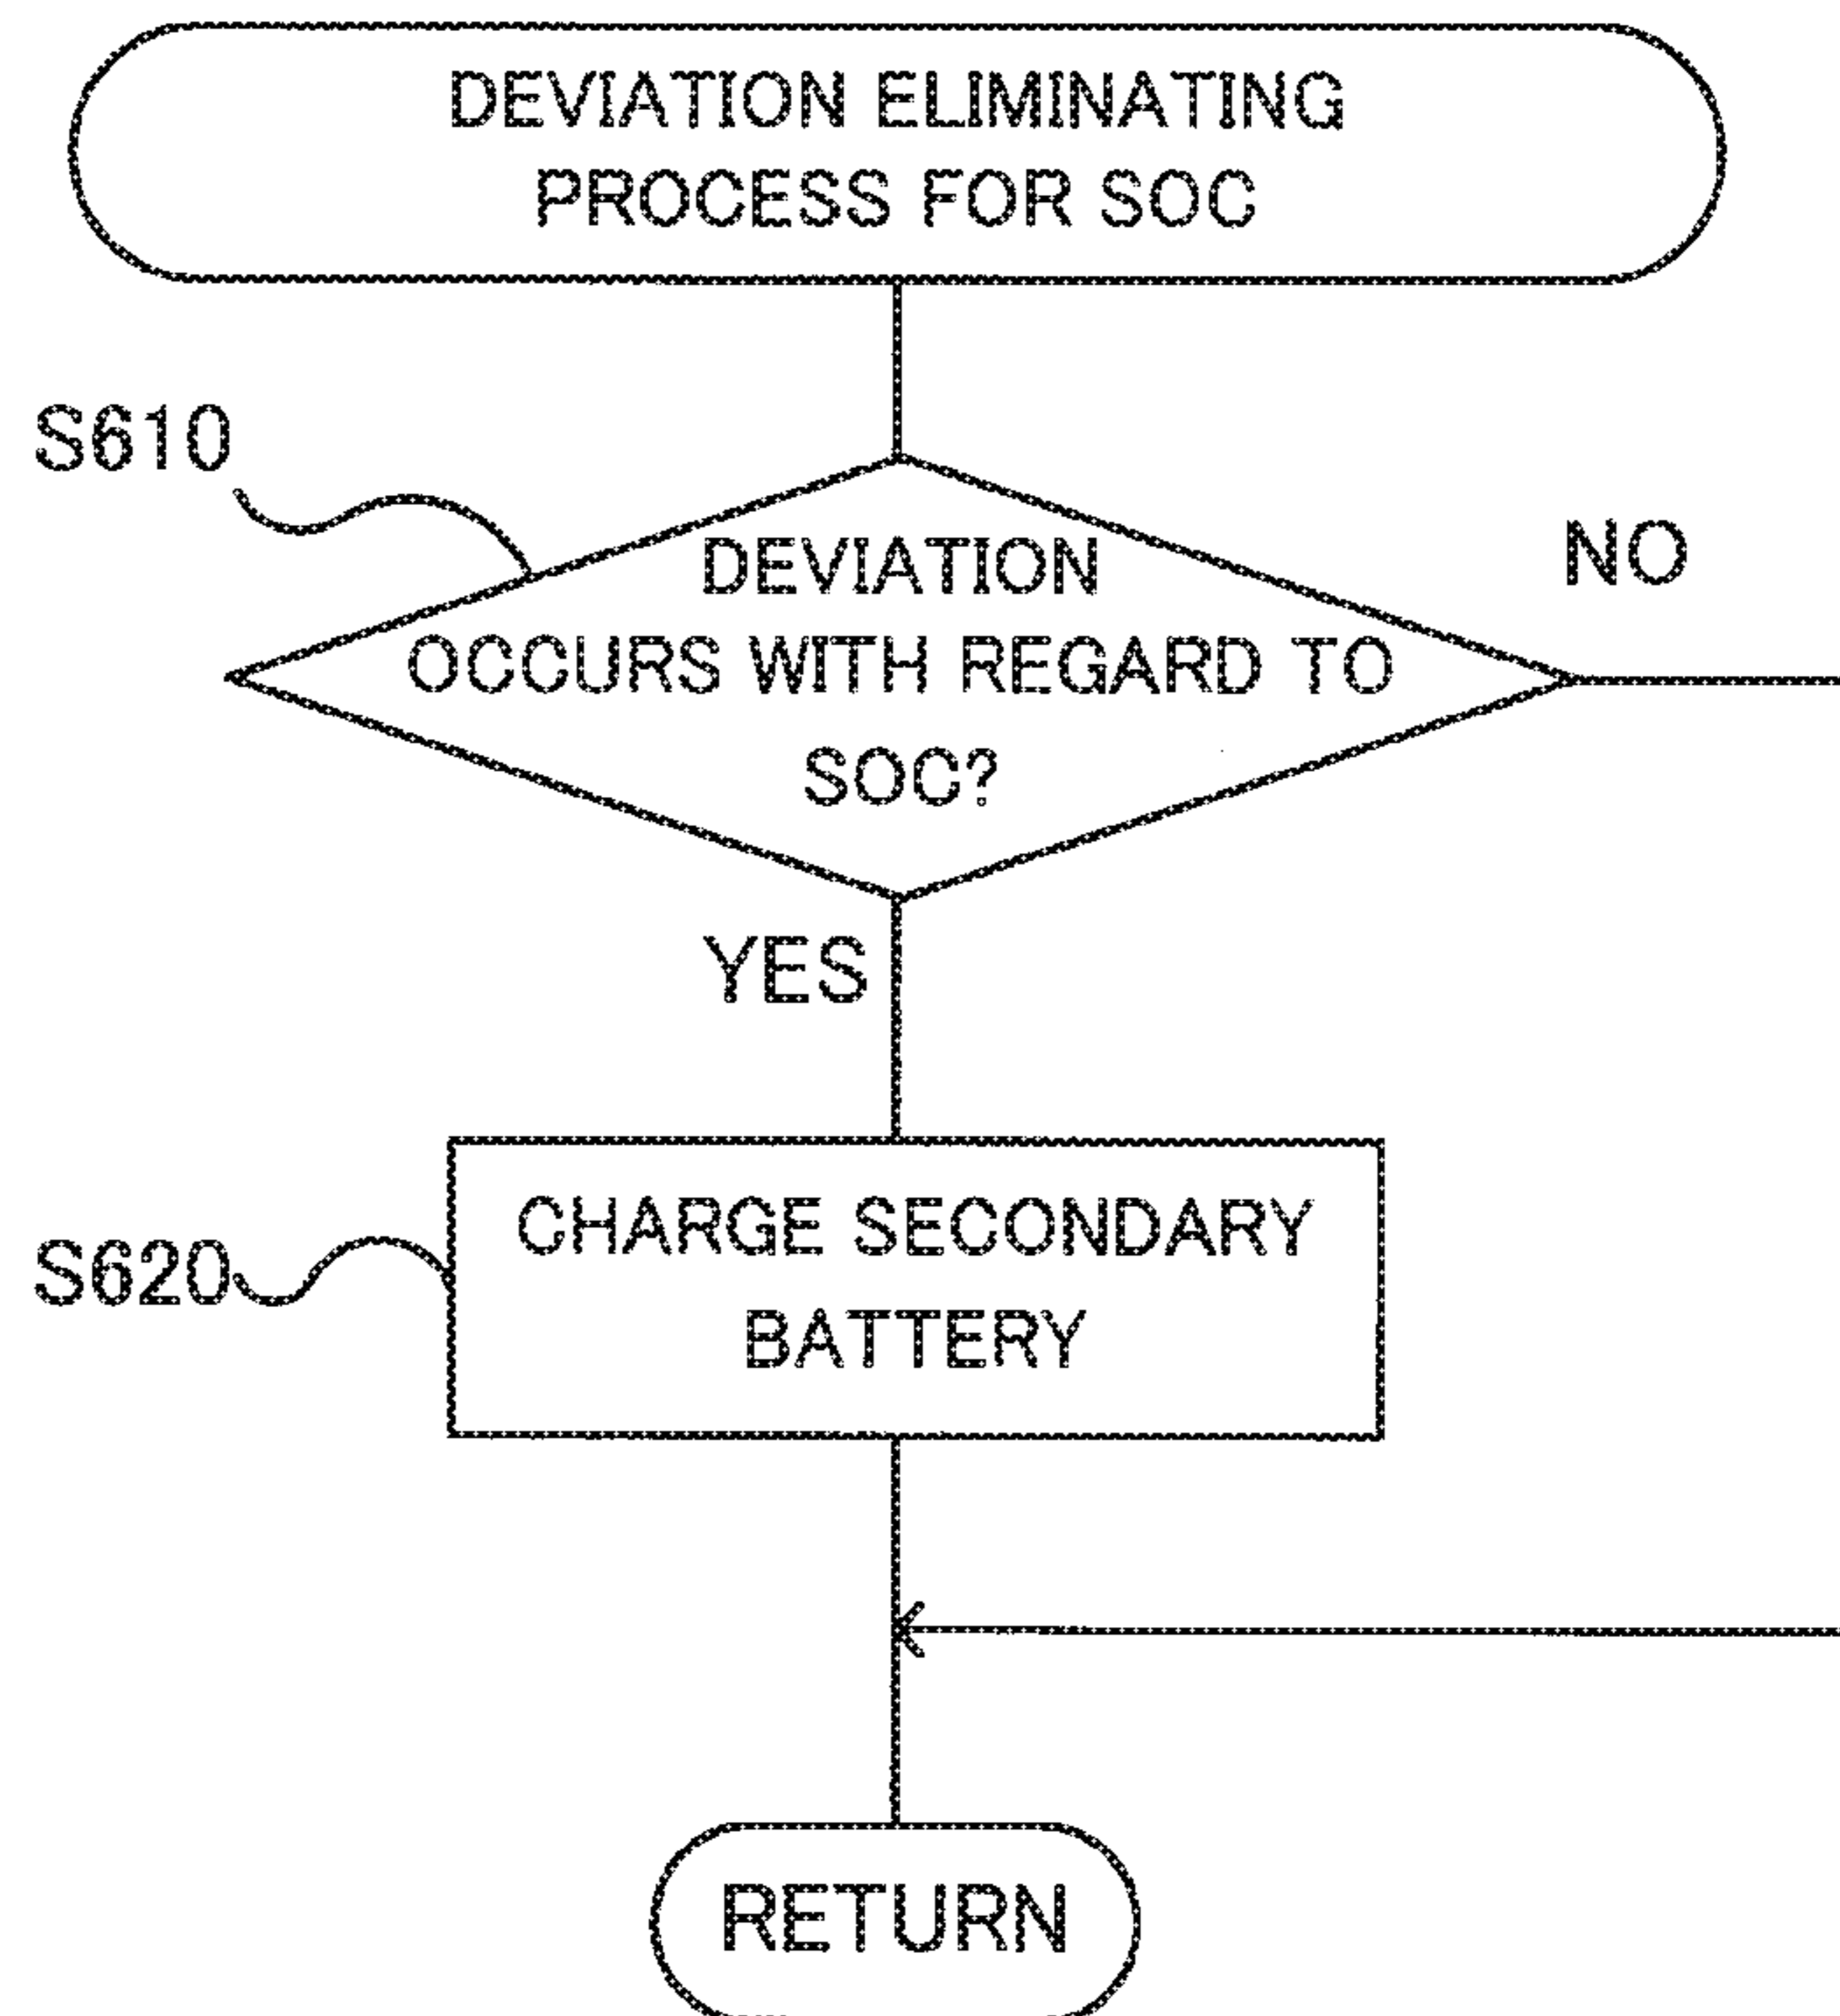 DEVIATION ELIMINATING
PROCESS FOR SOC
S610
DEVIATION
OCCURS WITH REGARD TO
SOC?
NO
YES
S620
CHARGE SECONDARY
BATTERY
RETURN